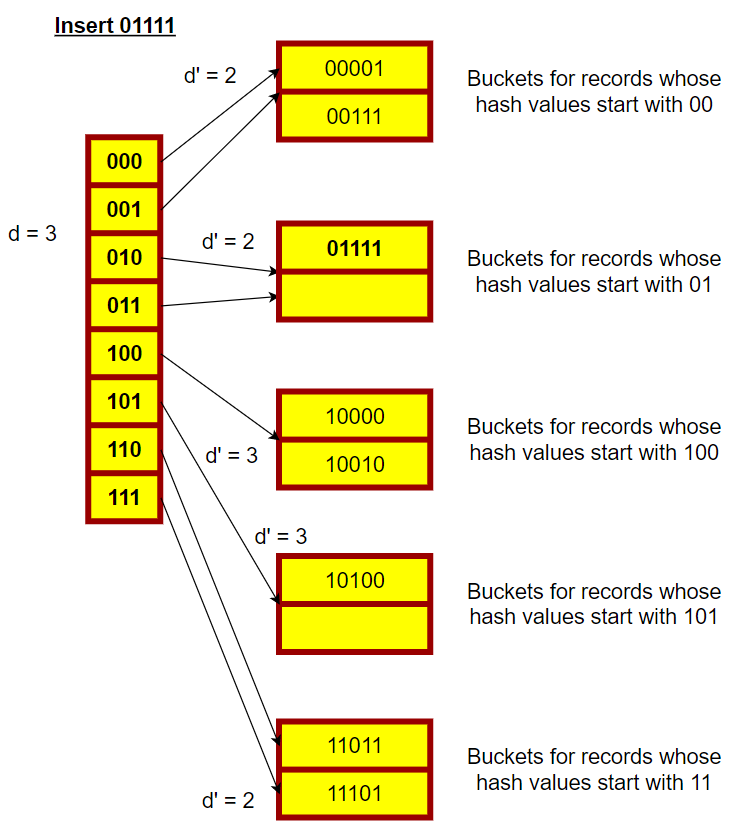 Insert 01111
d' = 2
00001
00111
Buckets for records whose
hash values start with 00
d = 3
000
001
010
011
100
101
110
111
d' = 2
01111
Buckets for records whose
hash values start with 01
10000
10010
d' = 3
Buckets for records whose
hash values start with 100
d' = 3
10100
Buckets for records whose
hash values start with 101
11011
11101
d' = 2
Buckets for records whose
hash values start with 11